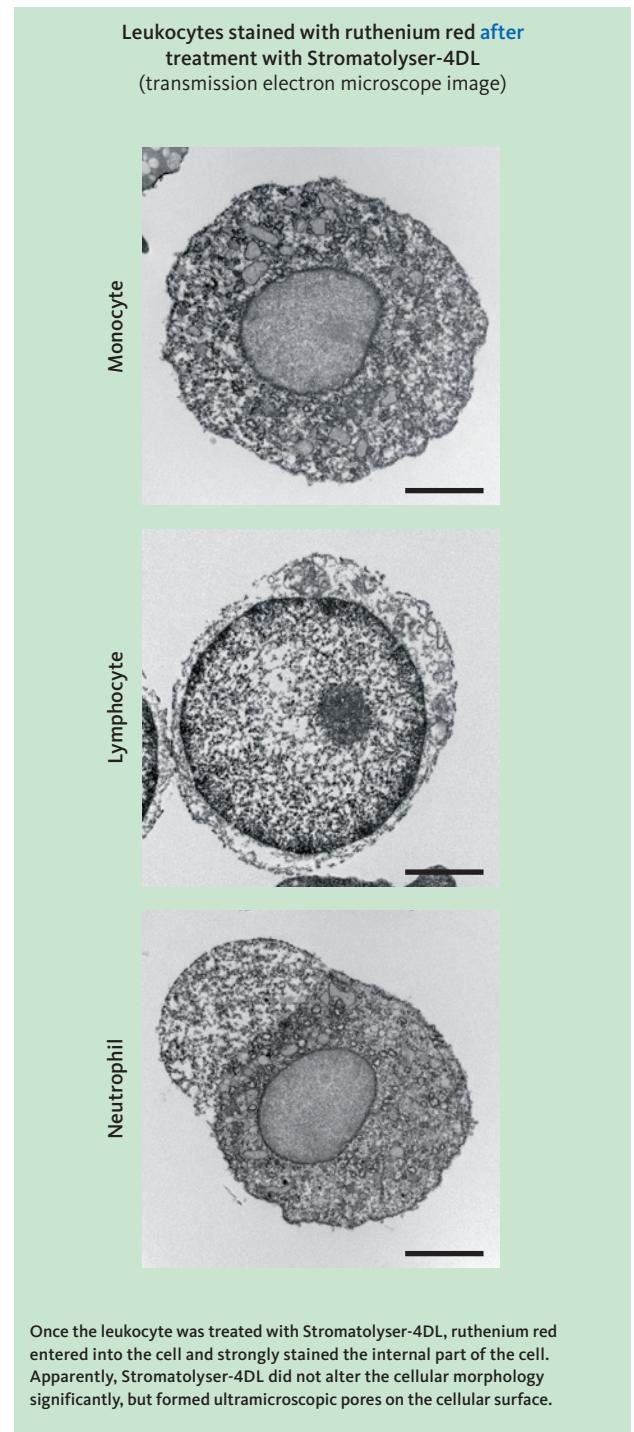 Leukocytes stained with ruthenium red after
treatment with Stromatolyser-4DL
(transmission electron microscope image)
Monocyte
Lymphocyte
Neutrophil
Once the leukocyte was treated with Stromatolyser-4DL, ruthenium red
entered into the cell and strongly stained the internal part of the cell.
Apparently, Stromatolyser-4DL did not alter the cellular morphology
significantly, but formed ultramicroscopic pores on the cellular surface.